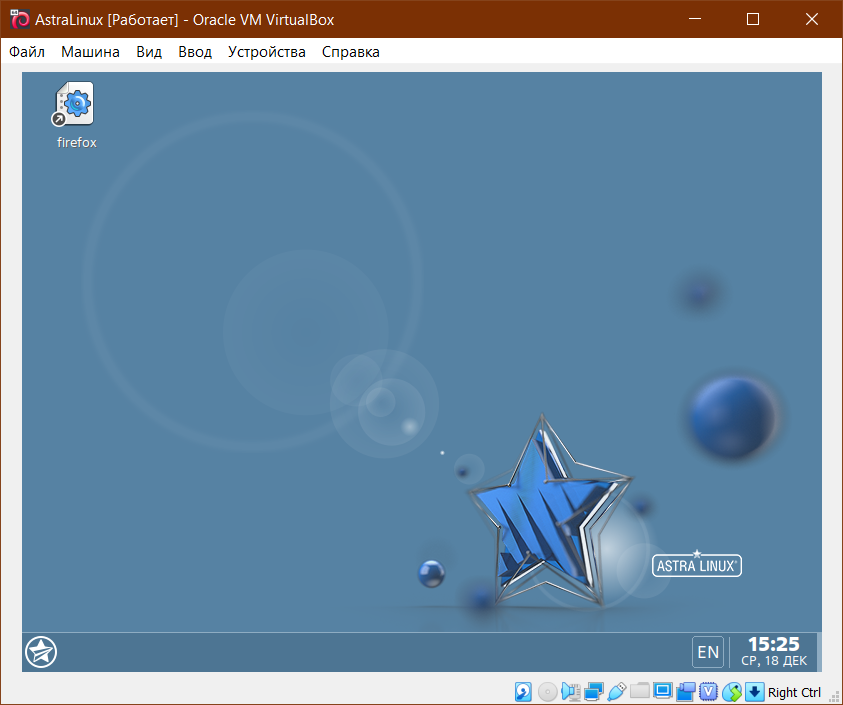 AstraLinux [Работает] - Oracle VM VirtualBox
Файл Машина Вид Ввод Устройства Справка
firefox
ASTRA LINUX®
EN
15:25
СР, 18 ДЕК
V
Right Ctrl